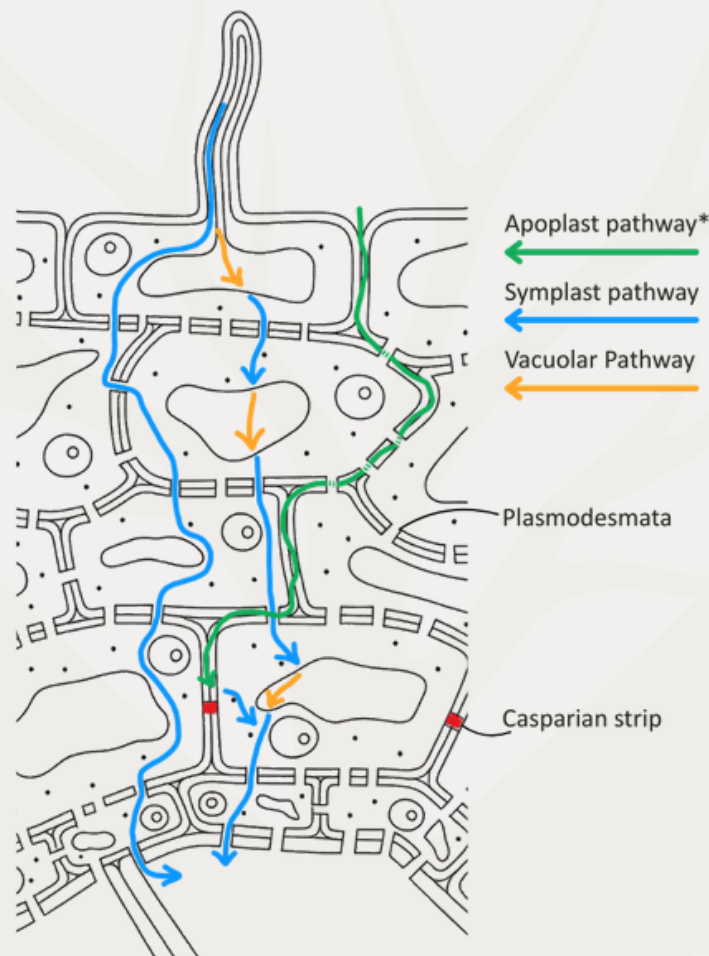 Apoplast pathway*
Symplast pathway
Vacuolar Pathway
Plasmodesmata
Casparian strip